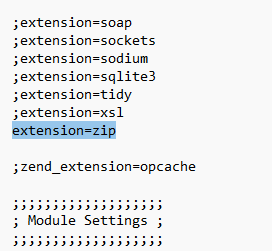 ;extension=soap
;extension=sockets
;extension=sodium
;extension=sqlite3
;extension=tidy
;extension=xsl
extension=zip
;zend_extension=opcache
;;;;;;;;;;;;;;;;;;;
; Module Settings ;
;;;;;;;;;;;;;;;;;;;